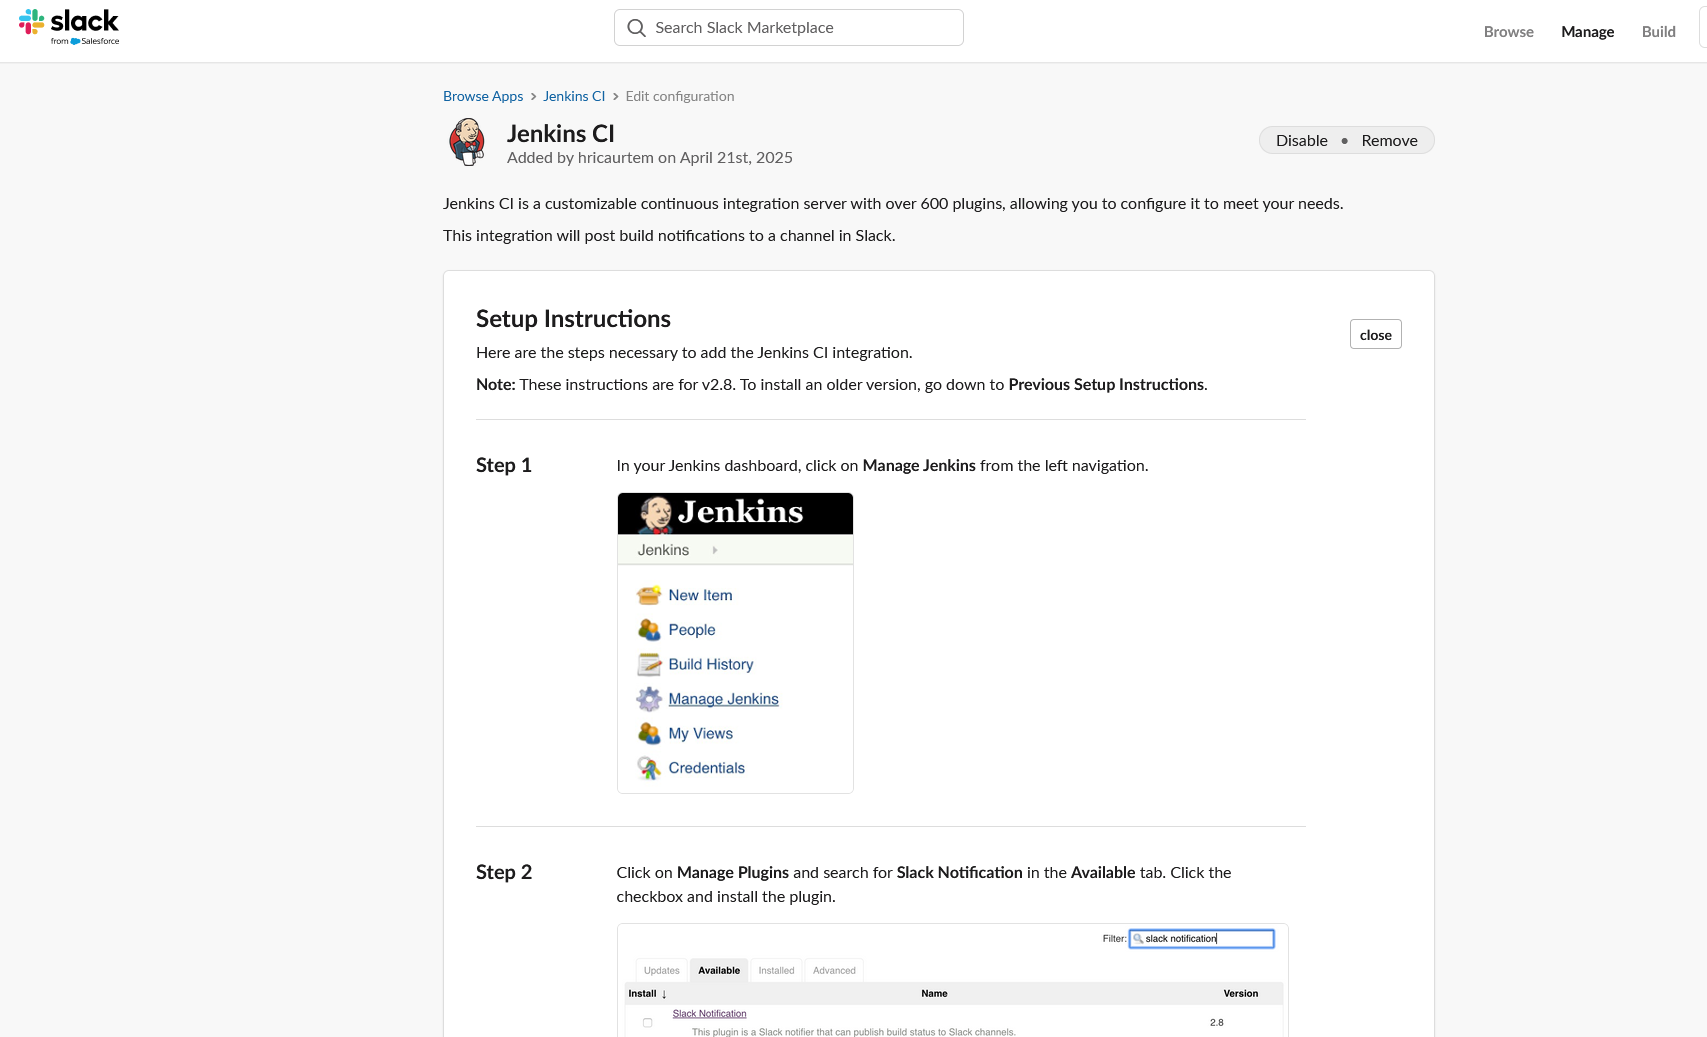 slack
from Salesforce
Search Slack Marketplace
Browse
Manage
Build
Browse Apps > Jenkins CI > Edit configuration
Jenkins CI
Added by hricaurtem on April 21st, 2025
Disable • Remove
Jenkins CI is a customizable continuous integration server with over 600 plugins, allowing you to configure it to meet your needs.
This integration will post build notifications to a channel in Slack.
Setup Instructions
close
Here are the steps necessary to add the Jenkins CI integration.
Note: These instructions are for v2.8. To install an older version, go down to Previous Setup Instructions.
Step 1
In your Jenkins dashboard, click on Manage Jenkins from the left navigation.
Jenkins
Jenkins
New Item
People
Build History
Manage Jenkins
My Views
Credentials
Step 2
Click on Manage Plugins and search for Slack Notification in the Available tab. Click the
checkbox and install the plugin.
Filter: slack notification
Updates Available Installed Advanced
Install ↓ Name Version
Slack Notification
2.8
This plugin is a Slack notifier that can publish build status to Slack channels.